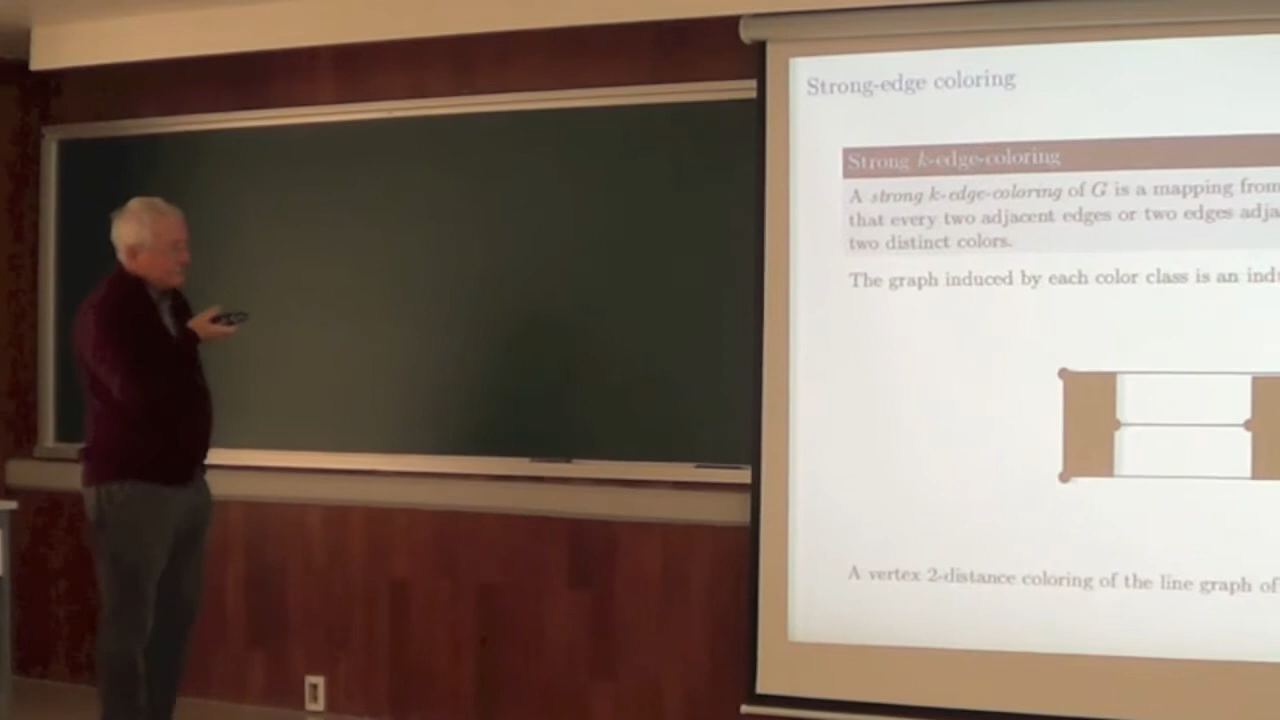 Strong-edge coloring
Strong k-edge-coloring
A strong k-edge-coloring of G is a mapping from
that every two adjacent edges or two edges adja
two distinct colors.
The graph induced by each color class is an indu
A vertex 2-distance coloring of the line graph of